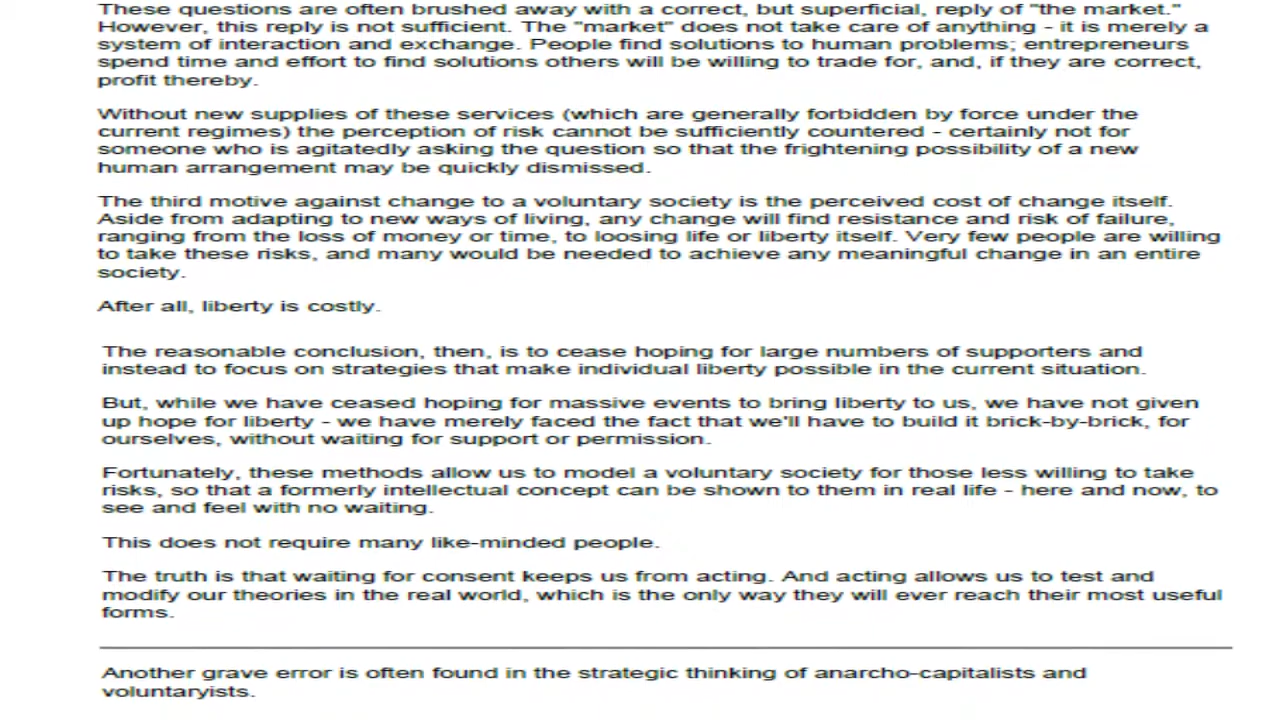 These questions are often brushed away with a correct, but superficial, reply of "the market."
However, this reply is not sufficient. The "market" does not take care of anything - it is merely a
system of interaction and exchange. People find solutions to human problems; entrepreneurs
spend time and effort to find solutions others will be willing to trade for, and, if they are correct,
profit thereby.
Without new supplies of these services (which are generally forbidden by force under the
current regimes) the perception of risk cannot be sufficiently countered - certainly not for
someone who is agitatedly asking the question so that the frightening possibility of a new
human arrangement may be quickly dismissed.
The third motive against change to a voluntary society is the perceived cost of change itself.
Aside from adapting to new ways of living, any change will find resistance and risk of failure,
ranging from the loss of money or time, to loosing life or liberty itself. Very few people are willing
to take these risks, and many would be needed to achieve any meaningful change in an entire
society.
After all, liberty is costly.
The reasonable conclusion, then, is to cease hoping for large numbers of supporters and
instead to focus on strategies that make individual liberty possible in the current situation.
But, while we have ceased hoping for massive events to bring liberty to us, we have not given
up hope for liberty - we have merely faced the fact that we'll have to build it brick-by-brick, for
ourselves, without waiting for support or permission.
Fortunately, these methods allow us to model a voluntary society for those less willing to take
risks, so that a formerly intellectual concept can be shown to them in real life - here and now, to
see and feel with no waiting.
This does not require many like-minded people.
The truth is that waiting for consent keeps us from acting. And acting allows us to test and
modify our theories in the real world, which is the only way they will ever reach their most useful
forms.
Another grave error is often found in the strategic thinking of anarcho-capitalists and
voluntaryists.